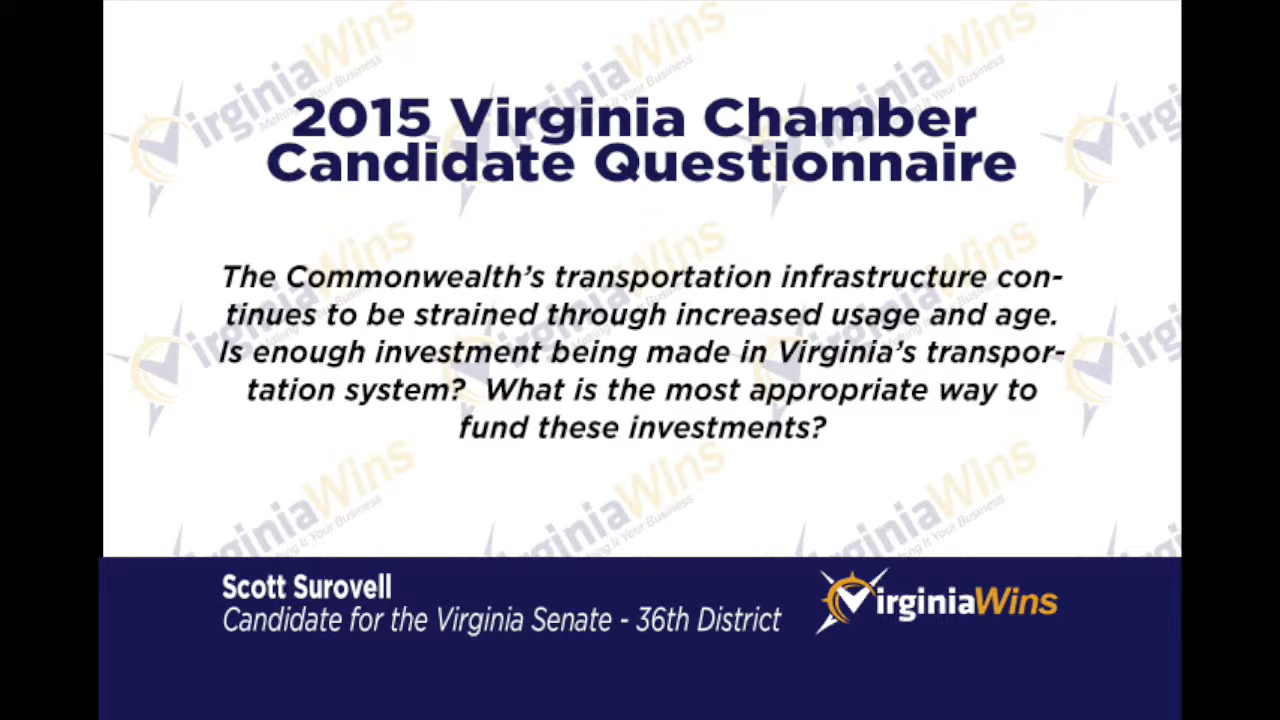 2015 Virginia Chamber
Candidate Questionnaire
The Commonwealth's transportation infrastructure con-
tinues to be strained through increased usage and age.
Is enough investment being made in Virginia's transpor-
tation system?  What is the most appropriate way to
fund these investments?
Scott Surovell
Candidate for the Virginia Senate - 36th District
VirginiaWins